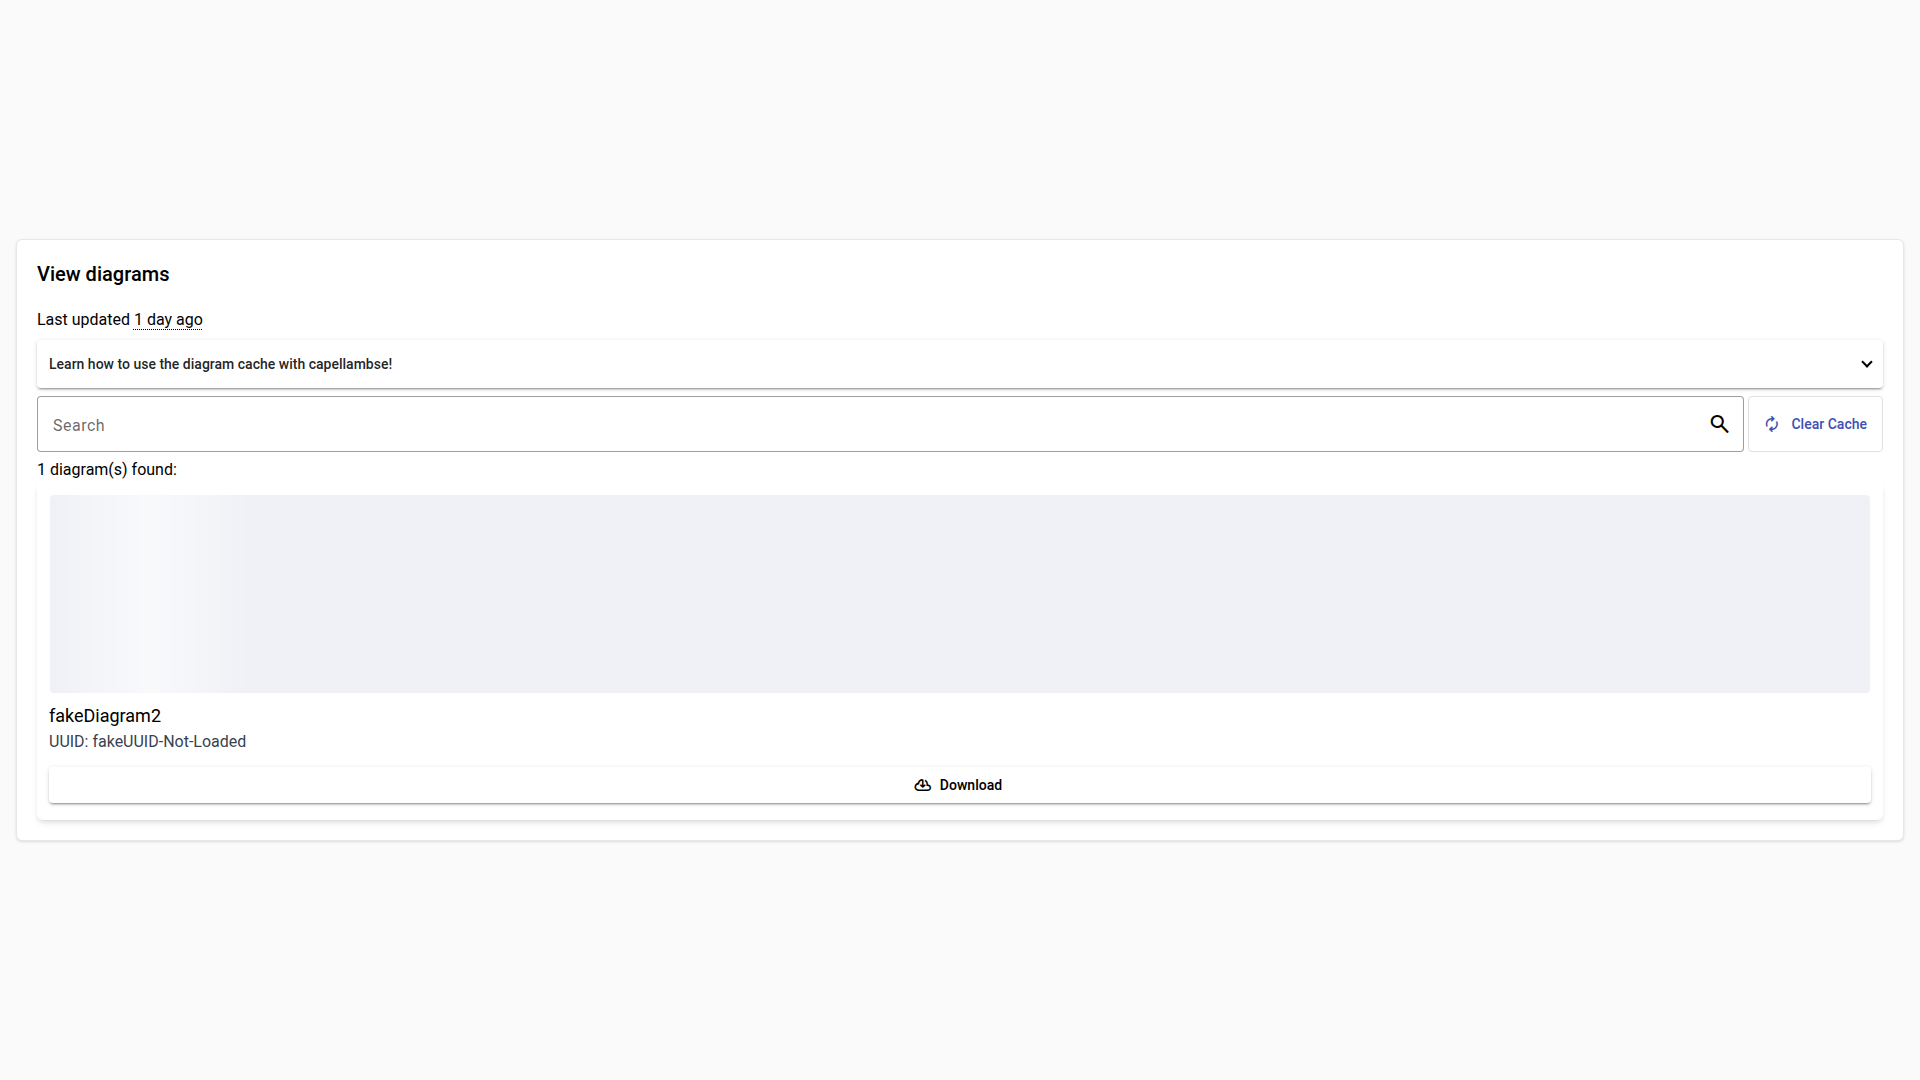 View diagrams
Last updated 1 day ago
Learn how to use the diagram cache with capellambse!
Search
Clear Cache
1 diagram(s) found:
fakeDiagram2
UUID: fakeUUID-Not-Loaded
Download